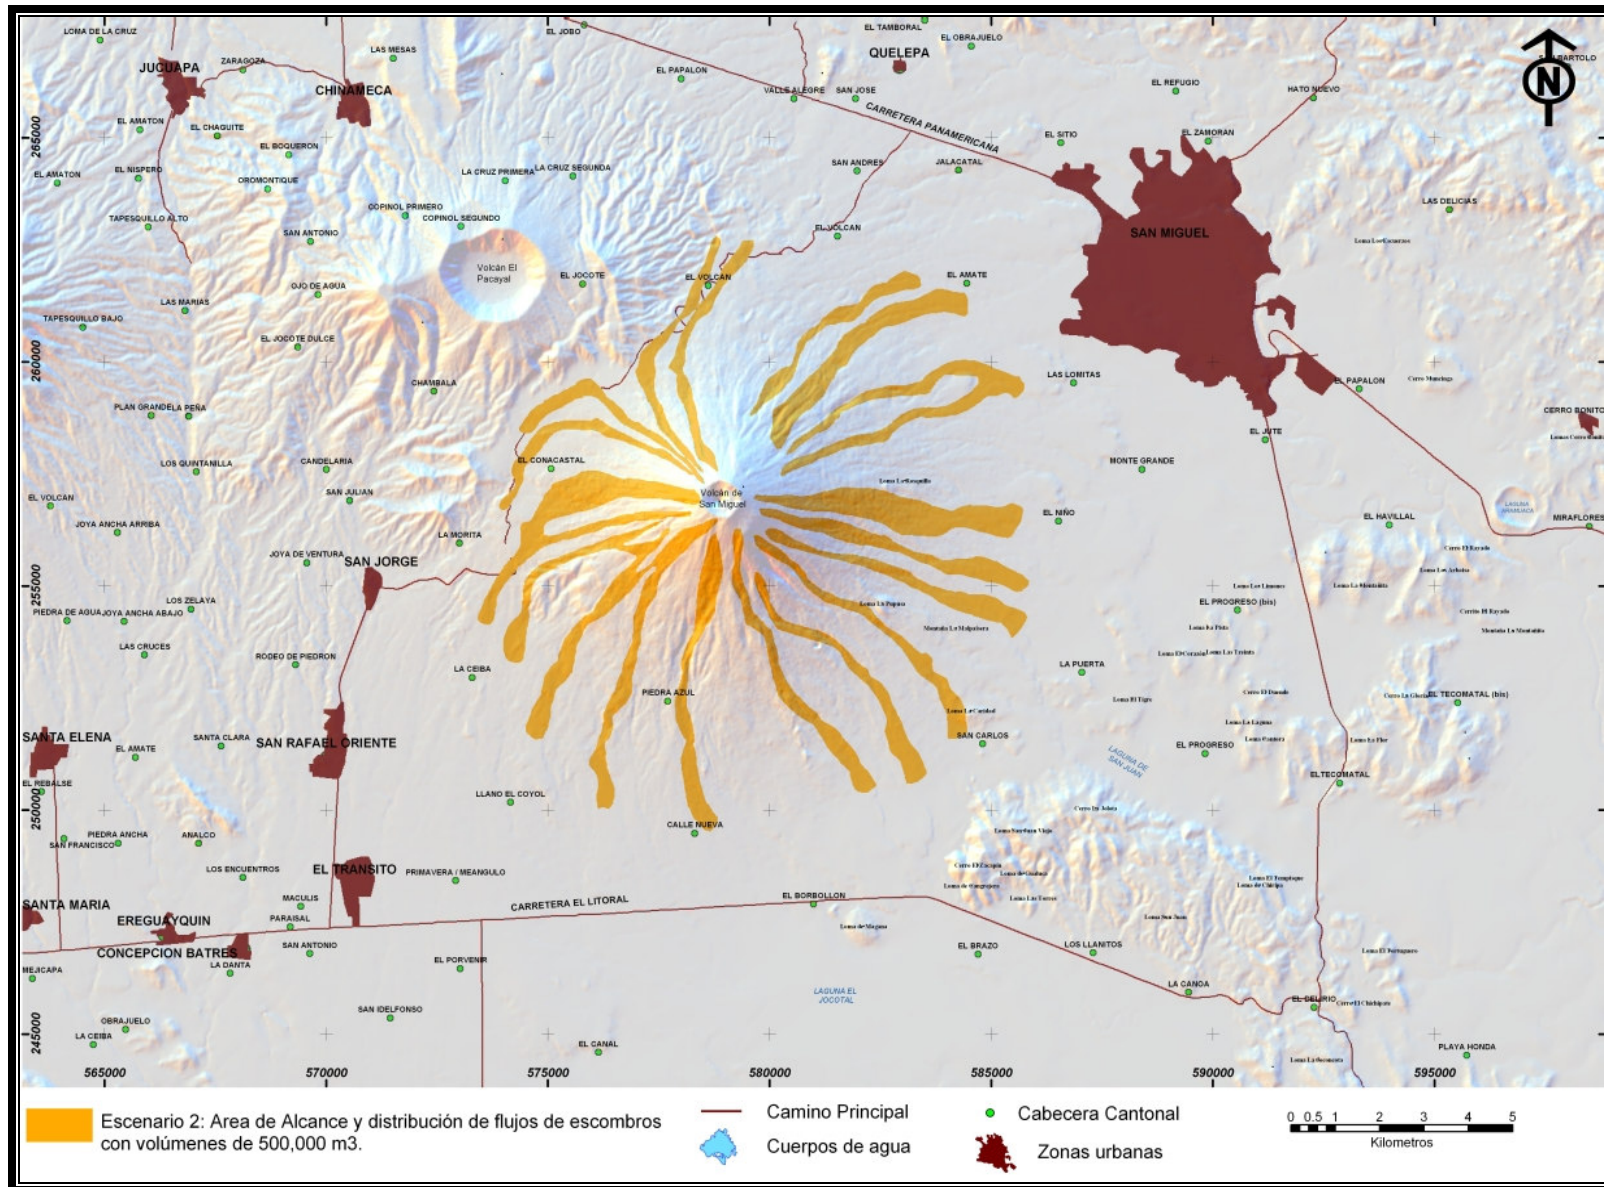 LOMA DE LA CRUZ
JUCUAPA
ZARAGOZA
LAS MESAS
CHINAMECA
EL JOBO
EL PAPALON
EL TAMBORAL
QUELEPA
EL OBRAJUELO
VALLE ALEGRE
SAN JOSE
CARRETERA PANAMERICANA
EL REFUGIO
HATO NUEVO
N
EL AMATON
EL CHAGUITE
EL BOQUERON
EL SITIO
EL ZAMORAN
EL AMATON
EL NISPERO
OROMONTIQUE
LA CRUZ PRIMERA
LA CRUZ SEGUNDA
SAN ANDRES
JALACATAL
TAPESQUILLO ALTO
SAN ANTONIO
COPINOL PRIMERO
COPINOL SEGUNDO
EL VOLCAN
SAN MIGUEL
LAS DELICIAS
Volcán El
Pacayal
OJO DE AGUA
EL JOCOTE
EL VOLCAN
EL AMATE
LAS MARIAS
TAPESQUILLO BAJO
EL JOCOTE DULCE
CHAMBALA
LAS LOMITAS
EL PAPALON
PLAN GRANDE
LA PEÑA
CERRO BONITO
EL JUTE
LOS QUINTANILLA
CANDELARIA
EL CONACASTAL
MONTE GRANDE
EL VOLCAN
SAN JULIAN
Volcán de
San Miguel
EL NIÑO
EL HAVILLAL
MIRAFLORES
JOYA ANCHA ARRIBA
LA MORITA
JOYA DE VENTURA
SAN JORGE
LOS ZELAYA
PIEDRA DE AGUA
JOYA ANCHA ABAJO
EL PROGRESO (bis)
LAS CRUCES
RODEO DE PIEDRON
LA CEIBA
PIEDRA AZUL
LA PUERTA
Loma El Tigre
EL TECOMATAL (bis)
SANTA ELENA
EL AMATE
SANTA CLARA
SAN RAFAEL ORIENTE
SAN CARLOS
LAGUNA DE
SAN JUAN
EL PROGRESO
EL REBALSE
EL TECOMATAL
LLANO EL COYOL
CALLE NUEVA
PIEDRA ANCHA
SAN FRANCISCO
ANALCO
LOS ENCUENTROS
EL TRANSITO
PRIMAVERA / MEANGULO
MACULIS
SANTA MARIA
EREGUAYQUIN
PARAISAL
CARRETERA EL LITORAL
EL BORBOLLON
CONCEPCION BATRES
SAN ANTONIO
LA DANTA
MEJICAPA
EL PORVENIR
EL BRAZO
LOS LLANITOS
LAGUNA EL
JOCOTAL
LA CANOA
EL DELIRIO
SAN IDELFONSO
OBRAJUELO
LA CEIBA
EL CANAL
PLAYA HONDA
265000
260000
255000
250000
245000
565000
570000
575000
580000
585000
590000
595000
Escenario 2: Area de Alcance y distribución de flujos de escombros
con volúmenes de 500,000 m3.
Camino Principal
Cuerpos de agua
Cabecera Cantonal
Zonas urbanas
0 0.5 1 2 3 4 5
Kilometros